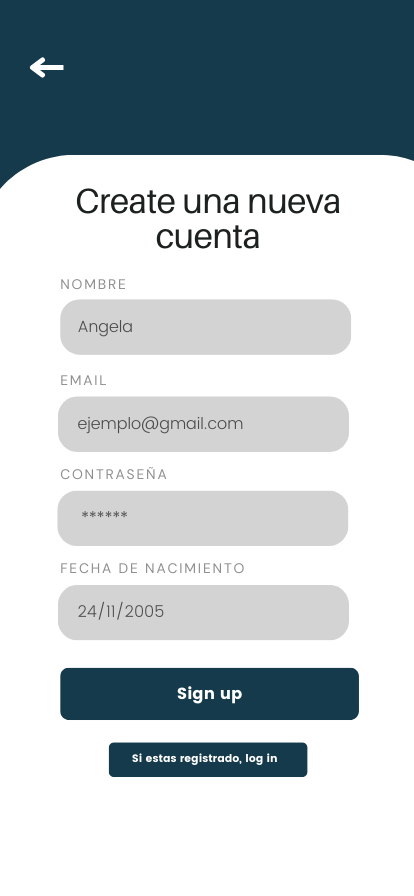 Create una nueva
cuenta
NOMBRE
Angela
EMAIL
ejemplo@gmail.com
CONTRASEÑA
******
FECHA DE NACIMIENTO
24/11/2005
Sign up
Si estas registrado, log in